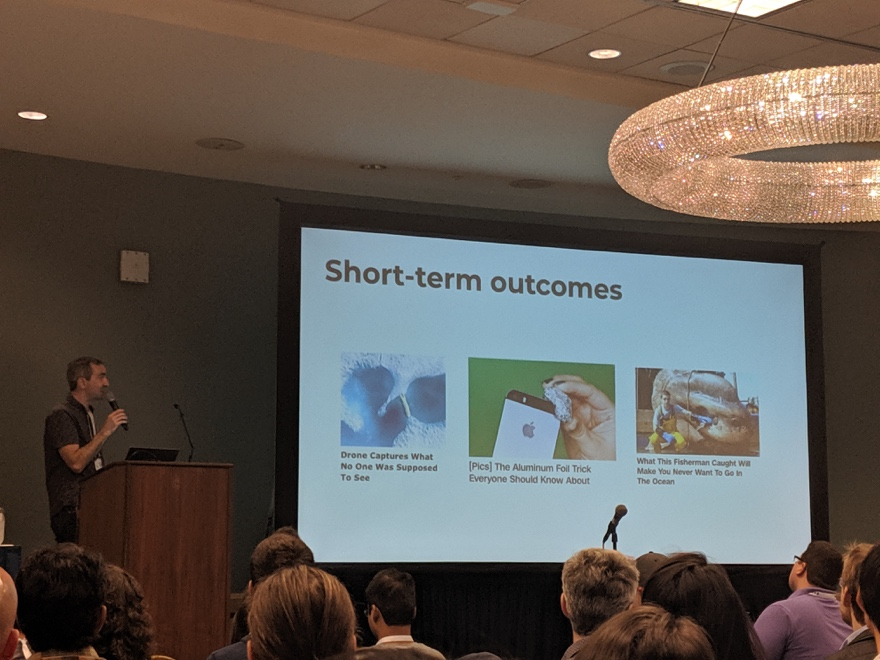 Short-term outcomes
Drone Captures What
No One Was Supposed
To See
[Pics] The Aluminum Foil Trick
Everyone Should Know About
What This Fisherman Caught Will
Make You Never Want To Go In
The Ocean